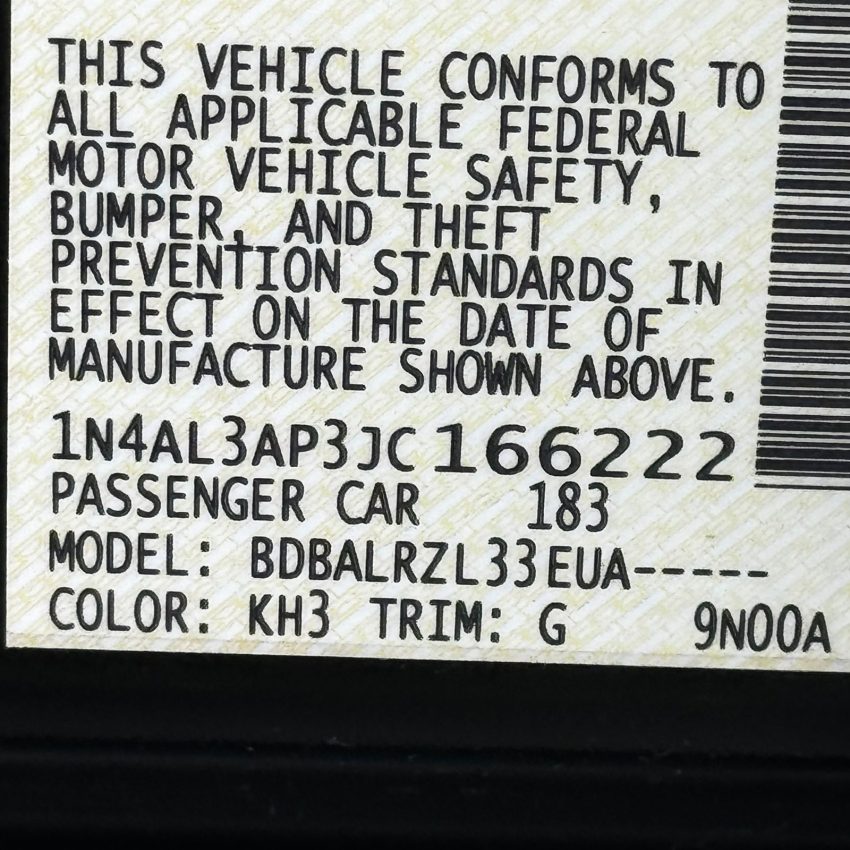 THIS VEHICLE CONFORMS TO
ALL APPLICABLE FEDERAL
MOTOR VEHICLE SAFETY,
BUMPER, AND THEFT
PREVENTION STANDARDS IN
EFFECT ON THE DATE OF
MANUFACTURE SHOWN ABOVE.
1N4AL3AP3JC166222
PASSENGER CAR 183
MODEL: BDBALRZL33EUA-----
COLOR: KH3 TRIM: G 9N00A